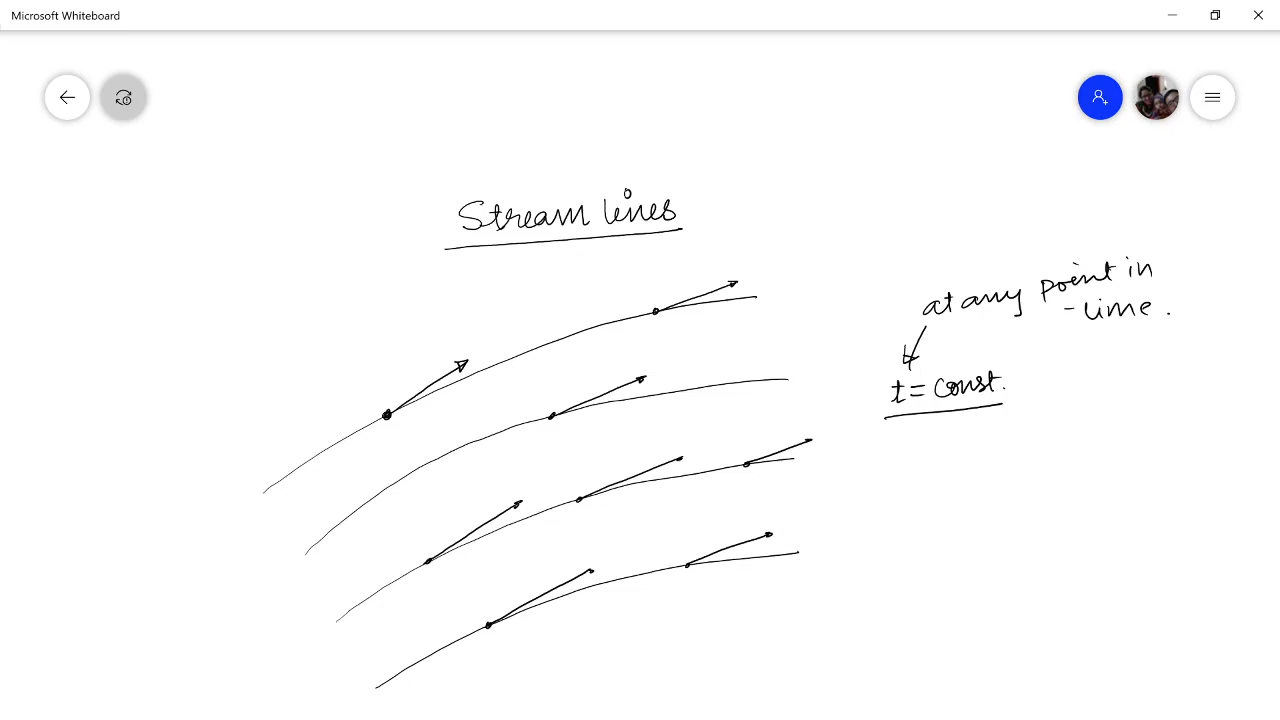 Microsoft Whiteboard
Stream lines
at any point in
time.
t = const.